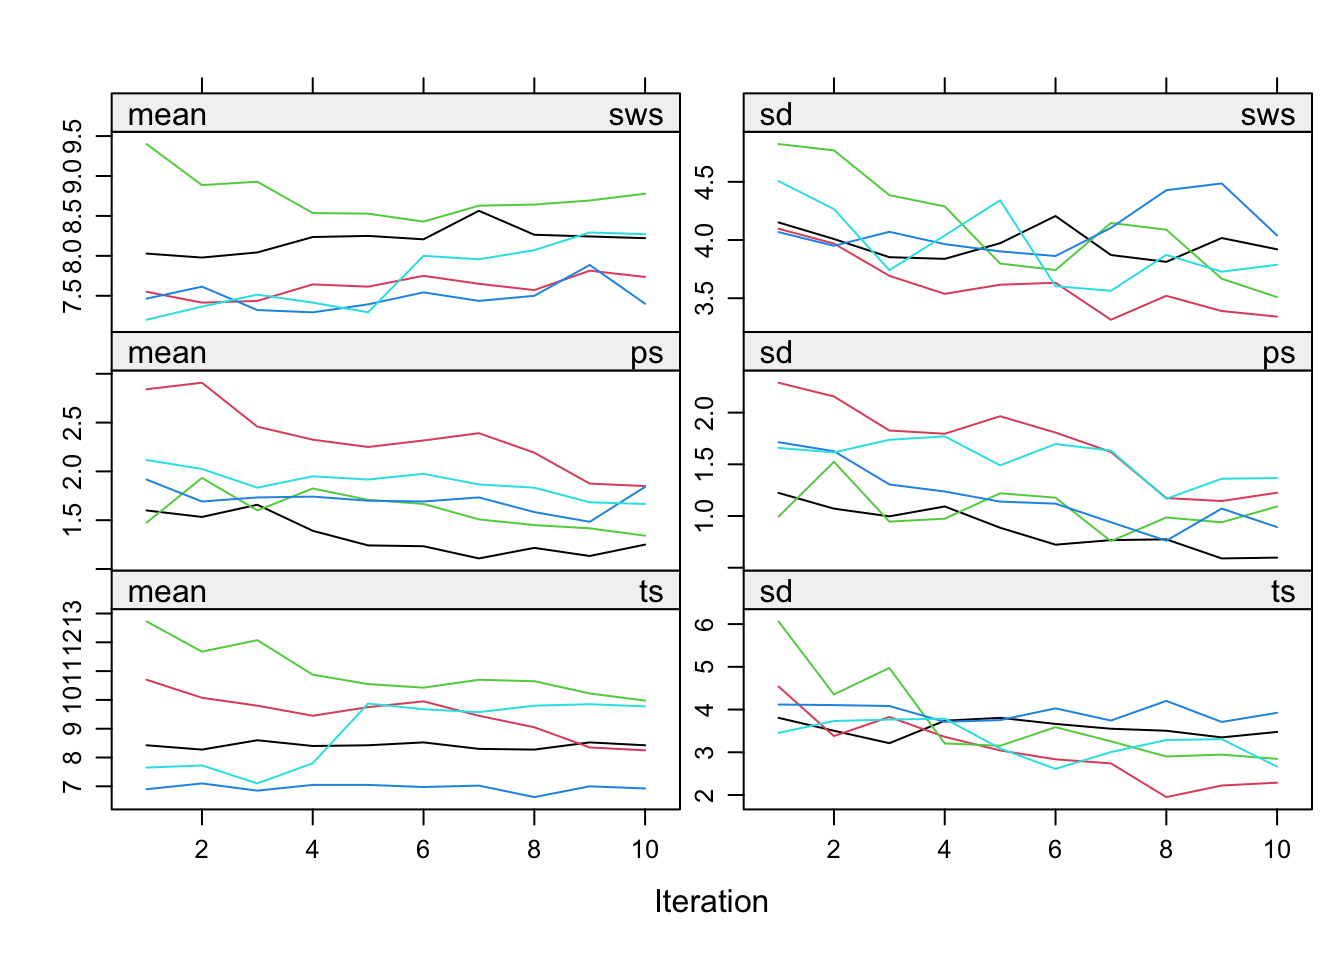 mean sws
sd sws
7.5 8.0 8.5 9.0 9.5
3.5 4.0 4.5
mean ps
sd ps
1.5 2.0 2.5
1.0 1.5 2.0
mean ts
sd ts
7 8 9 10 11 12 13
2 3 4 5 6
2 4 6 8 10
2 4 6 8 10
Iteration